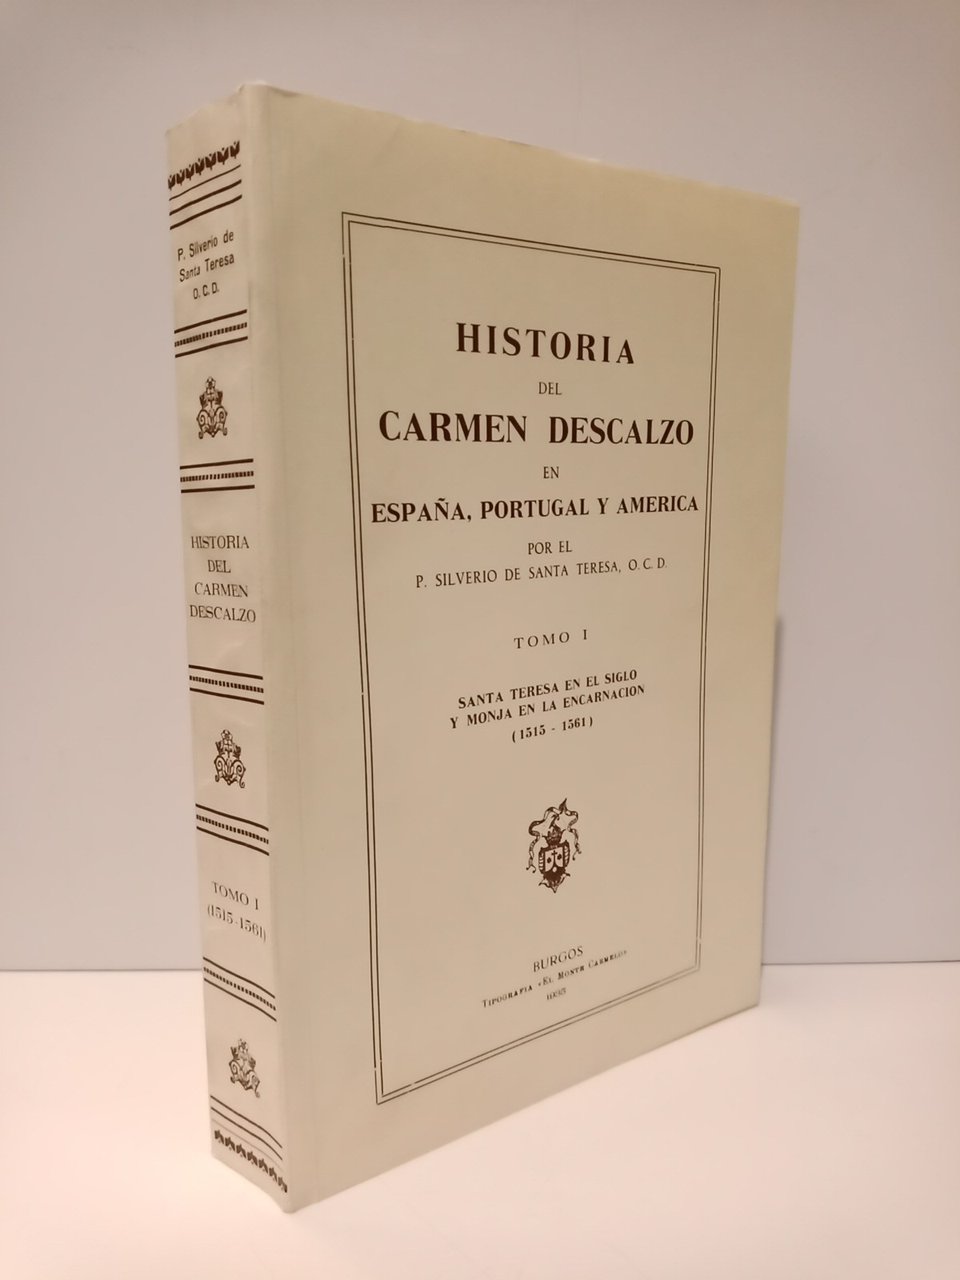 P. Silverio de
Santa Teresa
O.C.D.
HISTORIA
DEL
CARMEN
DESCALZO
TOMO I
(1515-1561)
HISTORIA
DEL
CARMEN DESCALZO
EN
ESPAÑA, PORTUGAL Y AMERICA
POR EL
P. SILVERIO DE SANTA TERESA, O.C.D.
TOMO I
SANTA TERESA EN EL SIGLO
Y MONJA EN LA ENCARNACION
(1515 - 1561)
BURGOS
TIPOGRAFIA «EL MONTE CARMELO»